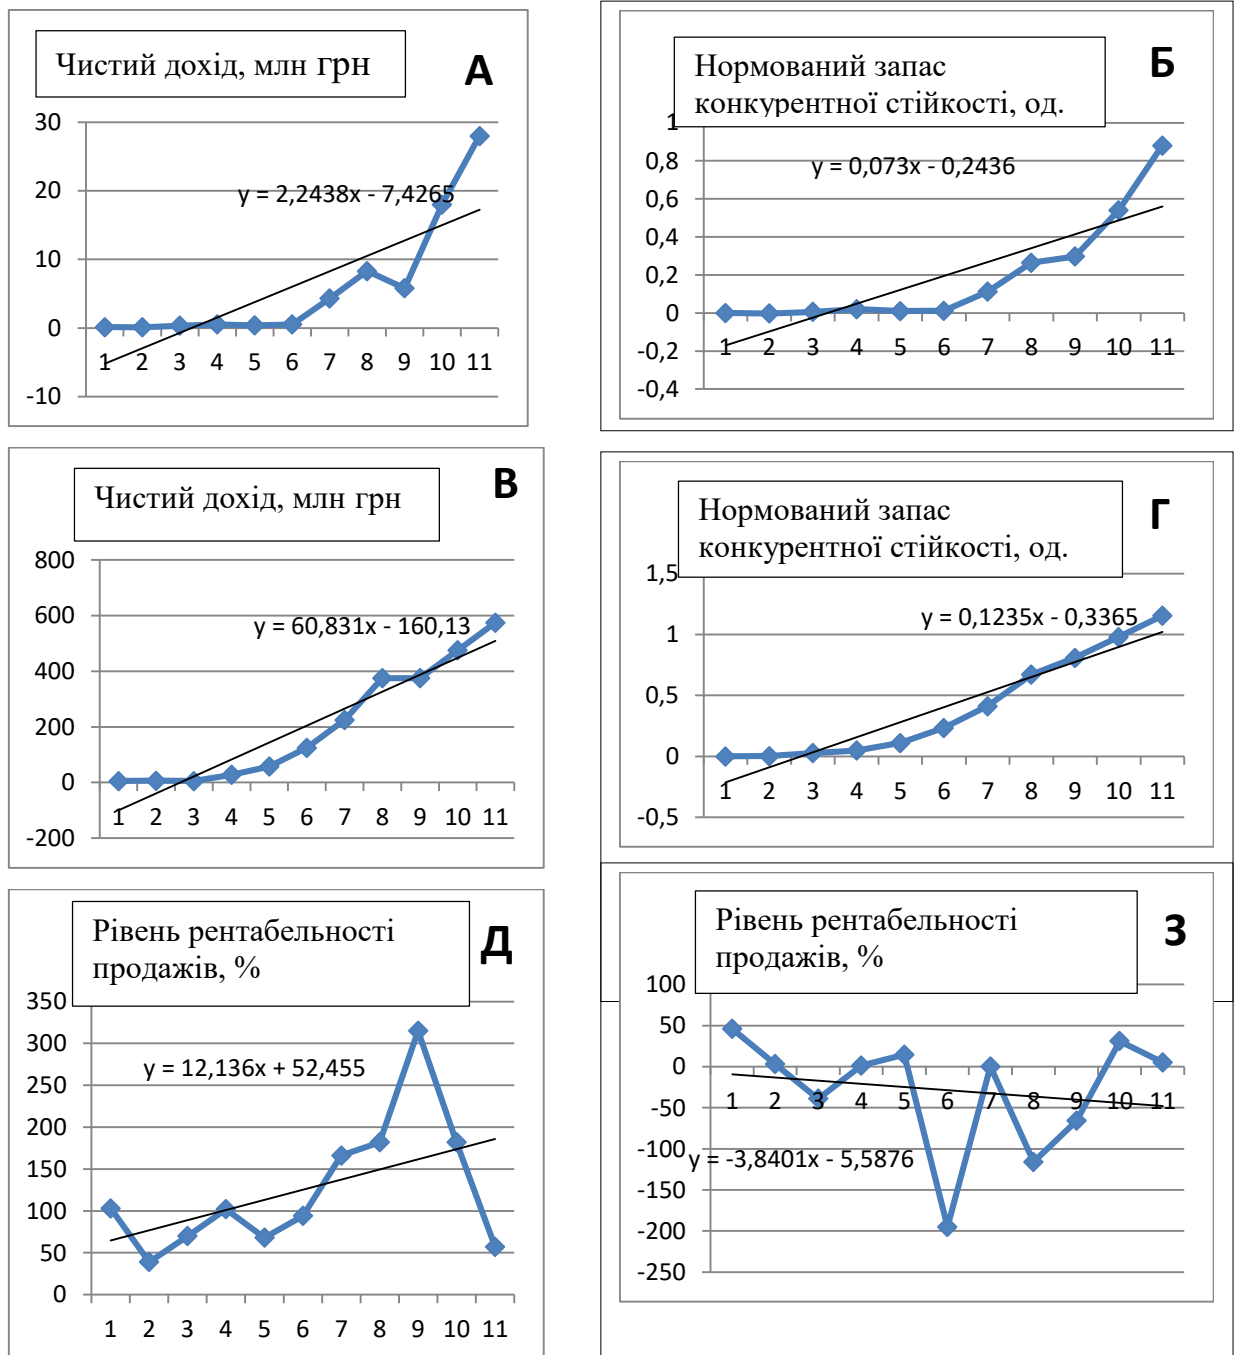 Чистий дохід, млн грн
А
30
20
10
0
-10
y = 2,2438x - 7,4265
1 2 3 4 5 6 7 8 9 10 11
Нормований запас
конкурентної стійкості, од.
Б
1
0,8
0,6
0,4
0,2
0
-0,2
-0,4
y = 0,073x - 0,2436
1 2 3 4 5 6 7 8 9 10 11
Чистий дохід, млн грн
В
800
600
400
200
0
-200
y = 60,831x - 160,13
1 2 3 4 5 6 7 8 9 10 11
Нормований запас
конкурентної стійкості, од.
Г
1,5
1
0,5
0
-0,5
y = 0,1235x - 0,3365
1 2 3 4 5 6 7 8 9 10 11
Рівень рентабельності
продажів, %
Д
350
300
250
200
150
100
50
0
y = 12,136x + 52,455
1 2 3 4 5 6 7 8 9 10 11
Рівень рентабельності
продажів, %
З
100
50
0
-50
-100
-150
-200
-250
y = -3,8401x - 5,5876
1 2 3 4 5 6 7 8 9 10 11